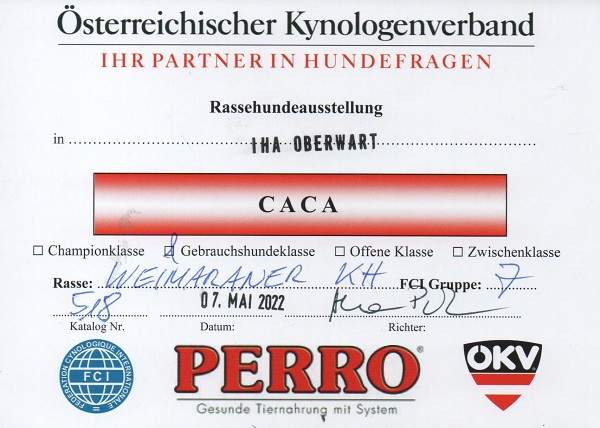 Österreichischer Kynologenverband
IHR PARTNER IN HUNDEFRAGEN
Rassehundeausstellung
in IHA OBERWART
CACA
☐ Championklasse ☐ Gebrauchshundeklasse ☐ Offene Klasse ☐ Zwischenklasse
Rasse: WEIMARANER KH FCI Gruppe: 7
518 07. MAI 2022
Katalog Nr. Datum: Richter:
FEDERATION CYNOLOGIQUE INTERNATIONALE
FCI
PERRO®
Gesunde Tiernahrung mit System
ÖKV